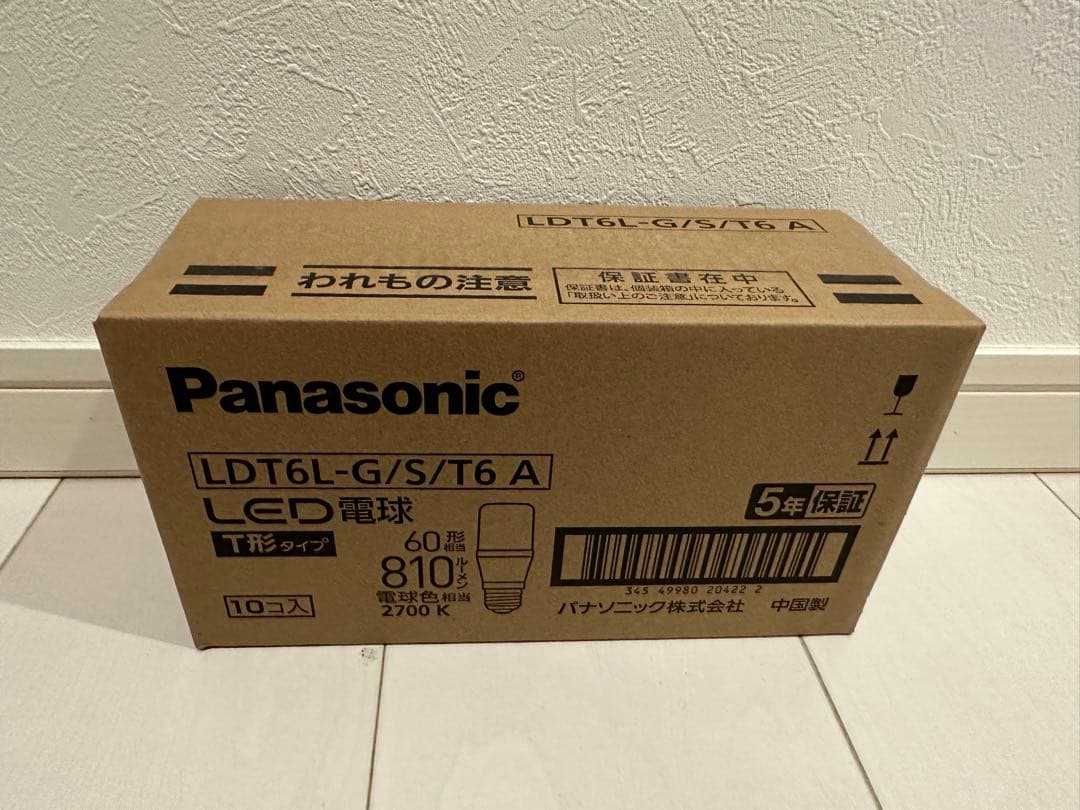 LDT6L-G/S/T6 A
われもの注意
保証書在中
保証書は、個装箱の中に入っている
「取扱い上のご注意」についております。
Panasonic®
LDT6L-G/S/T6 A
LED電球
T形タイプ
60形相当
810ルーメン
電球色相当
2700 K
10コ入
5年保証
345 49980 20422 2
パナソニック株式会社 中国製